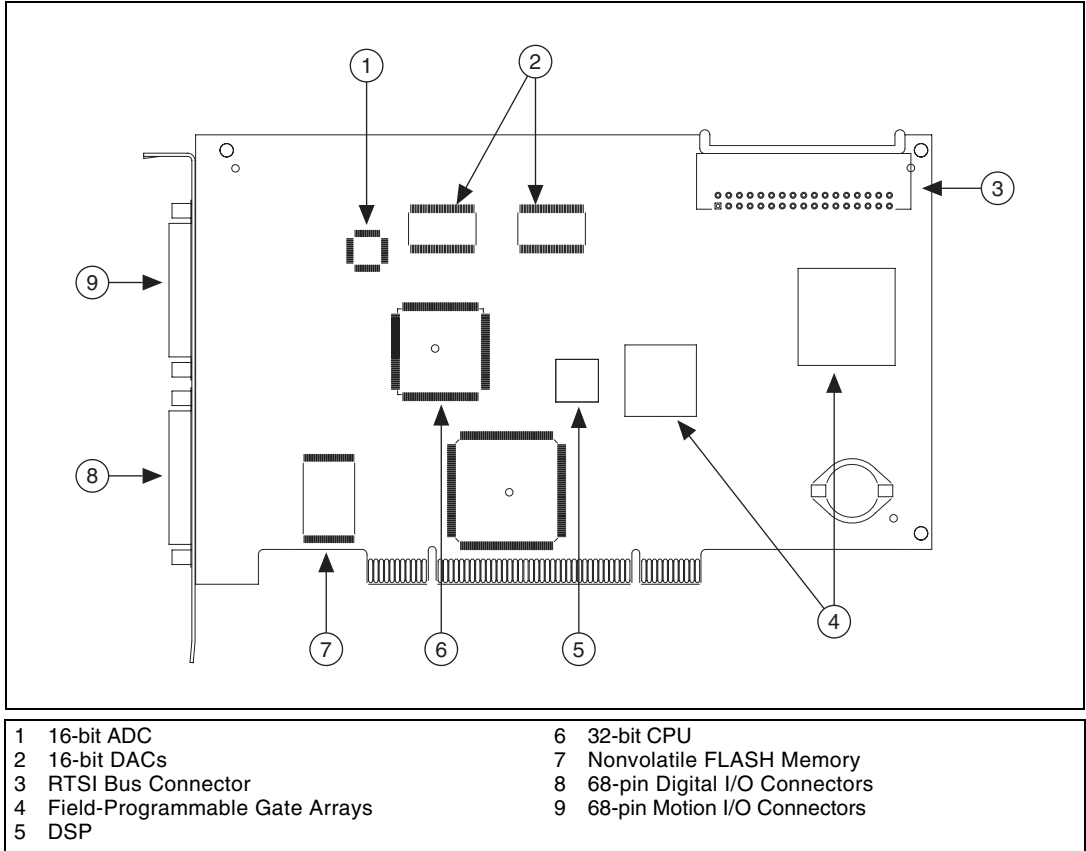 1
2
3
9
8
4
7
6
5
1 16-bit ADC
2 16-bit DACs
3 RTSI Bus Connector
4 Field-Programmable Gate Arrays
5 DSP
6 32-bit CPU
7 Nonvolatile FLASH Memory
8 68-pin Digital I/O Connectors
9 68-pin Motion I/O Connectors